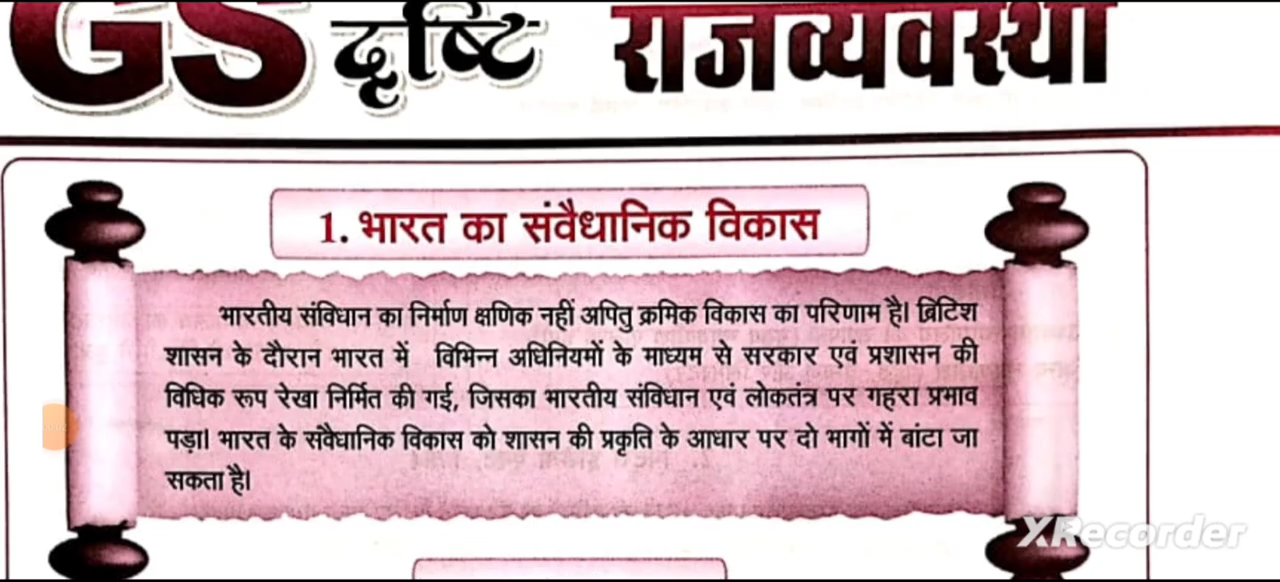 GS दृष्टि राजव्यवस्था
1. भारत का संवैधानिक विकास
भारतीय संविधान का निर्माण क्षणिक नहीं अपितु क्रमिक विकास का परिणाम है। ब्रिटिश
शासन के दौरान भारत में विभिन्न अधिनियमों के माध्यम से सरकार एवं प्रशासन की
विधिक रूप रेखा निर्मित की गई, जिसका भारतीय संविधान एवं लोकतंत्र पर गहरा प्रभाव
पड़ा। भारत के संवैधानिक विकास को शासन की प्रकृति के आधार पर दो भागों में बांटा जा
सकता है।
XRecorder